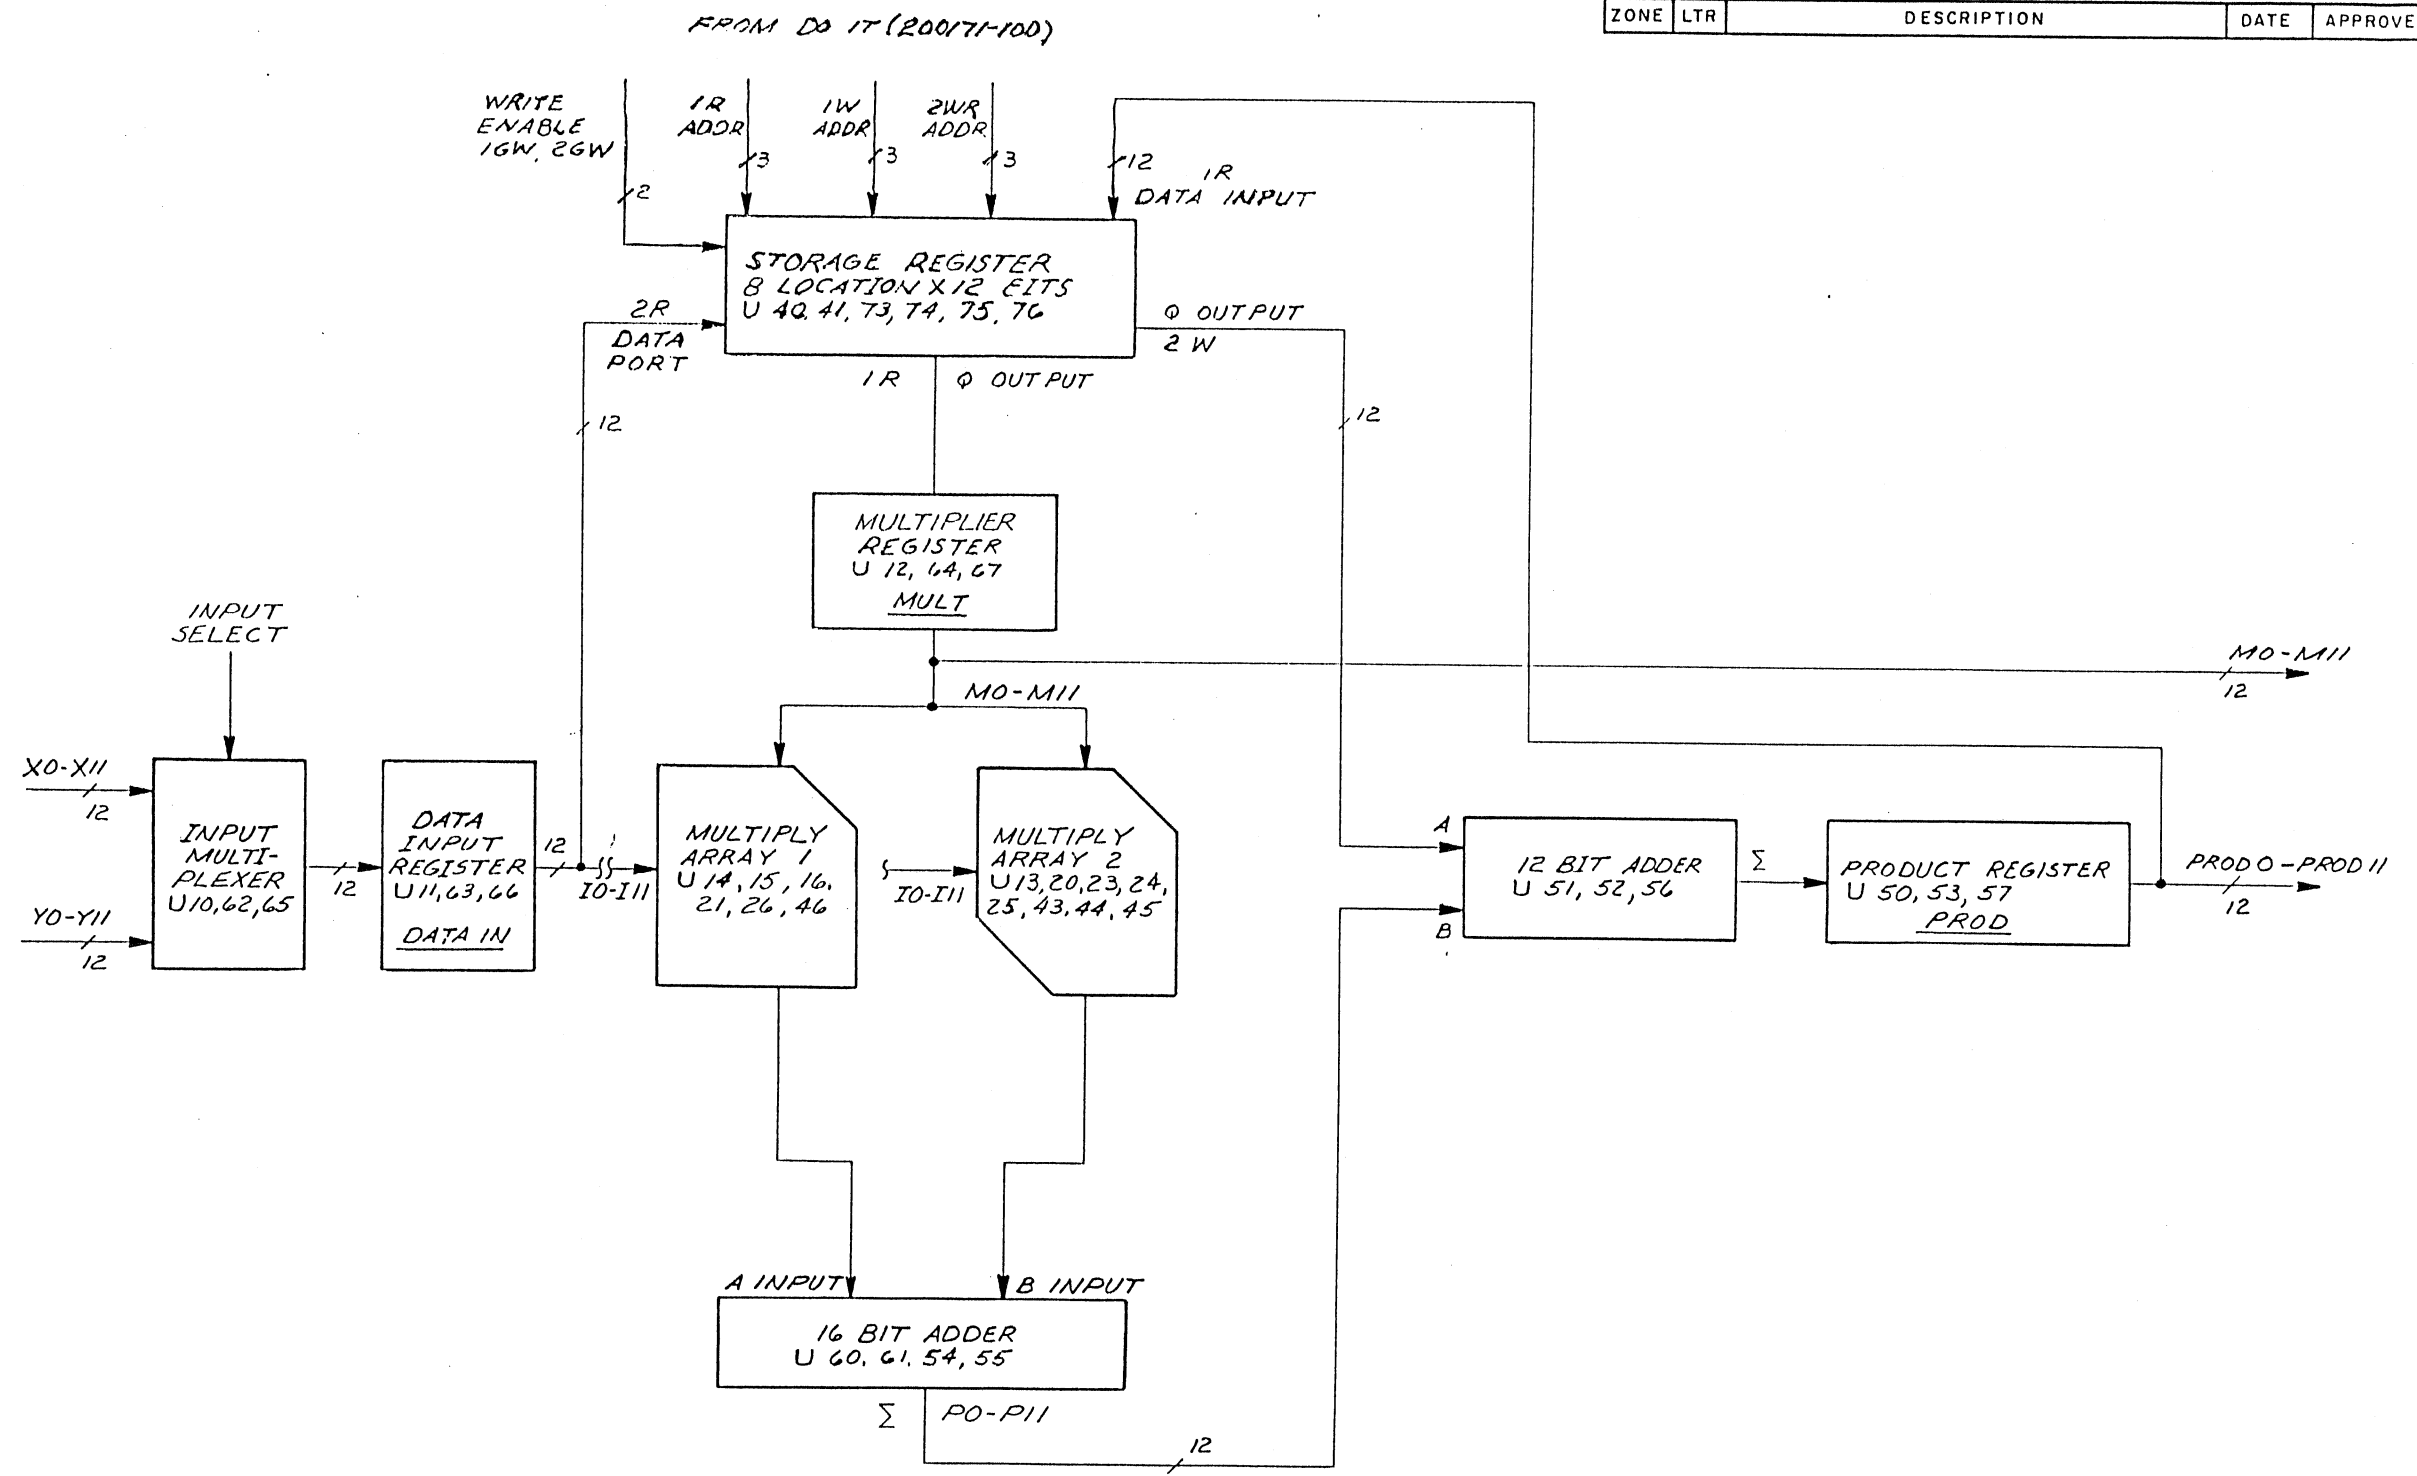 ZONE LTR DESCRIPTION DATE APPROVE
FROM DO IT (200171-100)
WRITE
ENABLE
1GW, 2GW
2
1R
ADDR
3
1W
ADDR
3
2WR
ADDR
3
12
1R
DATA INPUT
STORAGE REGISTER
8 LOCATION X 12 BITS
U 40, 41, 73, 74, 75, 76
2R
DATA
PORT
12
Q OUTPUT
2 W
12
1R Q OUTPUT
MULTIPLIER
REGISTER
U 12, 64, 67
MULT
M0-M11
12
M0-M11
INPUT
SELECT
X0-X11
12
Y0-Y11
12
INPUT
MULTI-
PLEXER
U10,62,65
12
DATA
INPUT
REGISTER
U11,63,66
DATA IN
12
I0-I11
MULTIPLY
ARRAY 1
U 14, 15, 16,
21, 26, 46
I0-I11
MULTIPLY
ARRAY 2
U13,20,23,24,
25,43,44,45
A
B
12 BIT ADDER
U 51, 52, 56
Σ
PRODUCT REGISTER
U 50, 53, 57
PROD
PROD 0-PROD 11
12
A INPUT
B INPUT
16 BIT ADDER
U 60, 61, 54, 55
Σ P0-P11
12